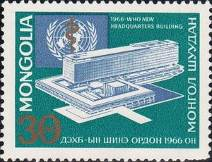 MONGOLIA
1966-WHO NEW
HEADQUARTERS BUILDING
МОНГОЛ ШУУДАН
30
ДЭХБ-ЫН ШИНЭ ОРДОН 1966 ОН